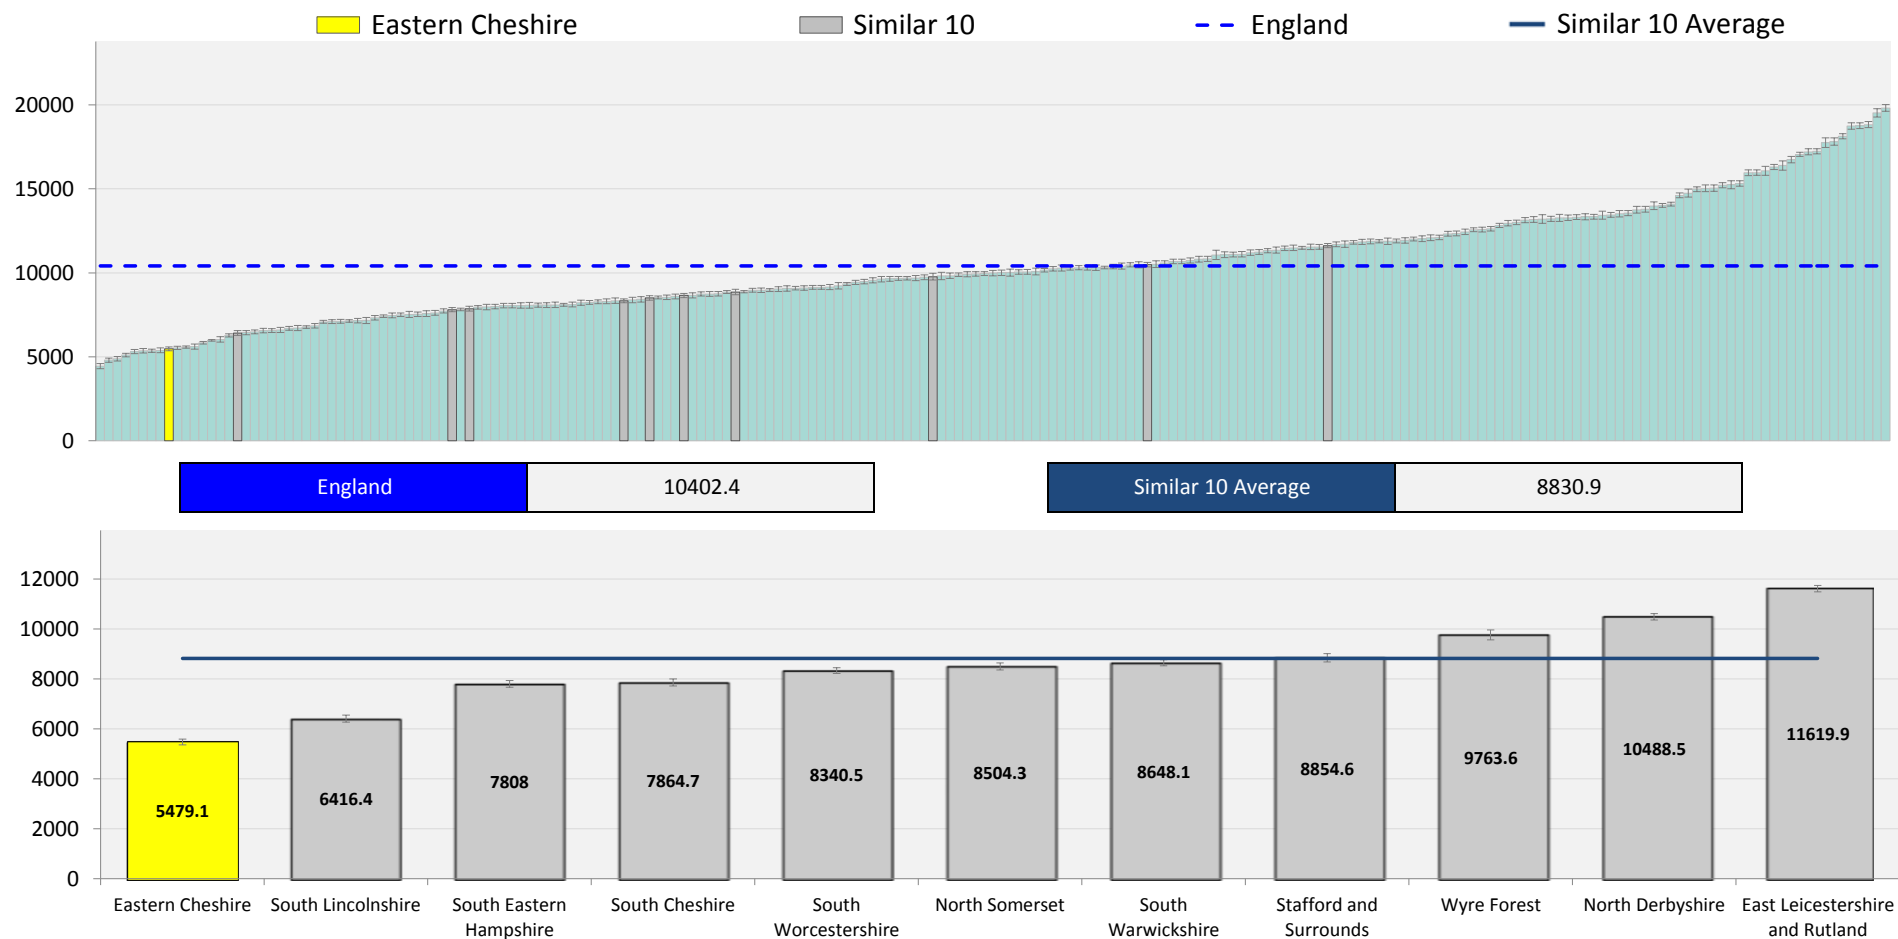 Eastern Cheshire Similar 10 England Similar 10 Average
20000
15000
10000
5000
0
England 10402.4 Similar 10 Average 8830.9
12000
10000
8000
6000
4000
2000
0
5479.1 6416.4 7808 7864.7 8340.5 8504.3 8648.1 8854.6 9763.6 10488.5 11619.9
Eastern Cheshire South Lincolnshire South Eastern South Cheshire South North Somerset South Stafford and Wyre Forest North Derbyshire East Leicestershire
Hampshire Worcestershire Warwickshire Surrounds and Rutland